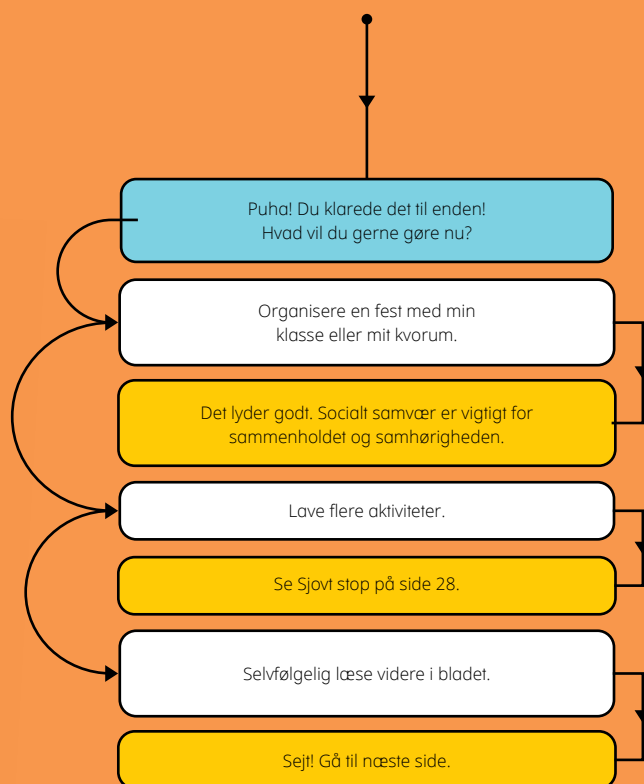 Puha! Du klarede det til enden!
Hvad vil du gerne gøre nu?
Organisere en fest med min
klasse eller mit kvorum.
Det lyder godt. Socialt samvær er vigtigt for
sammenholdet og samhørigheden.
Lave flere aktiviteter.
Se Sjovt stop på side 28.
Selvfølgelig læse videre i bladet.
Sejt! Gå til næste side.